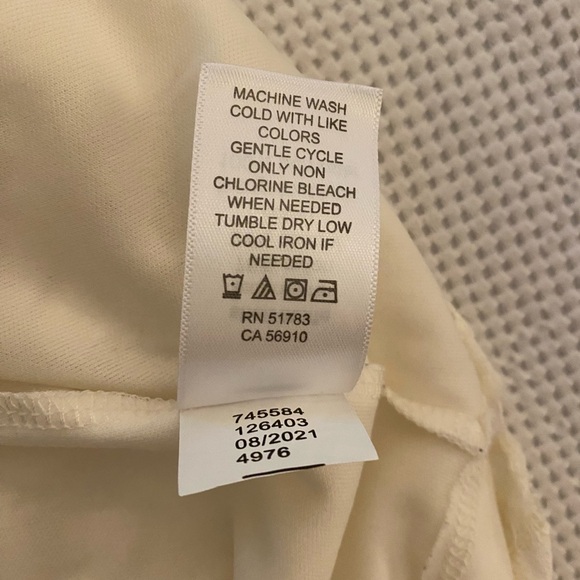 MACHINE WASH
COLD WITH LIKE
COLORS
GENTLE CYCLE
ONLY NON
CHLORINE BLEACH
WHEN NEEDED
TUMBLE DRY LOW
COOL IRON IF
NEEDED
RN 51783
CA 56910
745584
126403
08/2021
4976